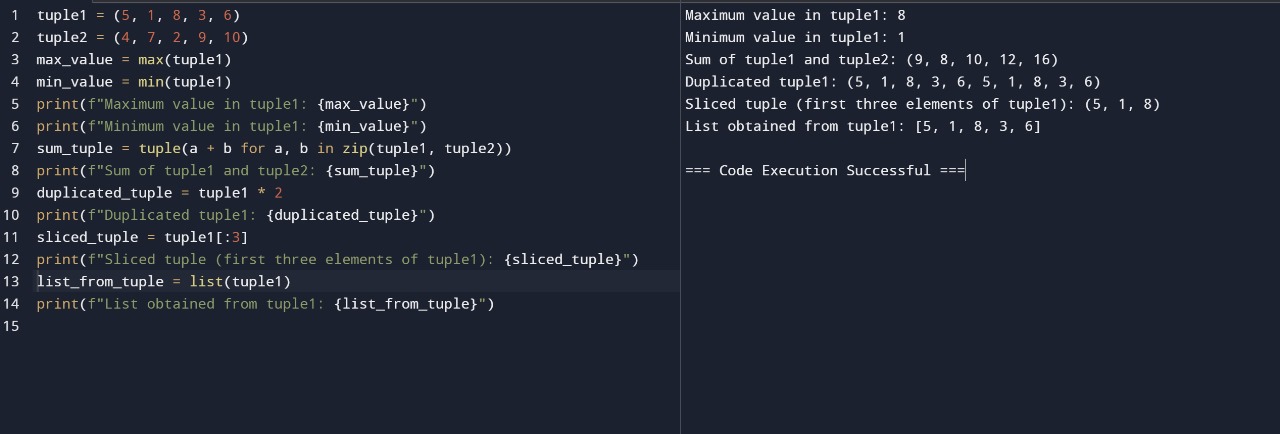 1 tuple1 = (5, 1, 8, 3, 6)
2 tuple2 = (4, 7, 2, 9, 10)
3 max_value = max(tuple1)
4 min_value = min(tuple1)
5 print(f"Maximum value in tuple1: {max_value}")
6 print(f"Minimum value in tuple1: {min_value}")
7 sum_tuple = tuple(a + b for a, b in zip(tuple1, tuple2))
8 print(f"Sum of tuple1 and tuple2: {sum_tuple}")
9 duplicated_tuple = tuple1 * 2
10 print(f"Duplicated tuple1: {duplicated_tuple}")
11 sliced_tuple = tuple1[:3]
12 print(f"Sliced tuple (first three elements of tuple1): {sliced_tuple}")
13 list_from_tuple = list(tuple1)
14 print(f"List obtained from tuple1: {list_from_tuple}")
15
Maximum value in tuple1: 8
Minimum value in tuple1: 1
Sum of tuple1 and tuple2: (9, 8, 10, 12, 16)
Duplicated tuple1: (5, 1, 8, 3, 6, 5, 1, 8, 3, 6)
Sliced tuple (first three elements of tuple1): (5, 1, 8)
List obtained from tuple1: [5, 1, 8, 3, 6]
=== Code Execution Successful ===